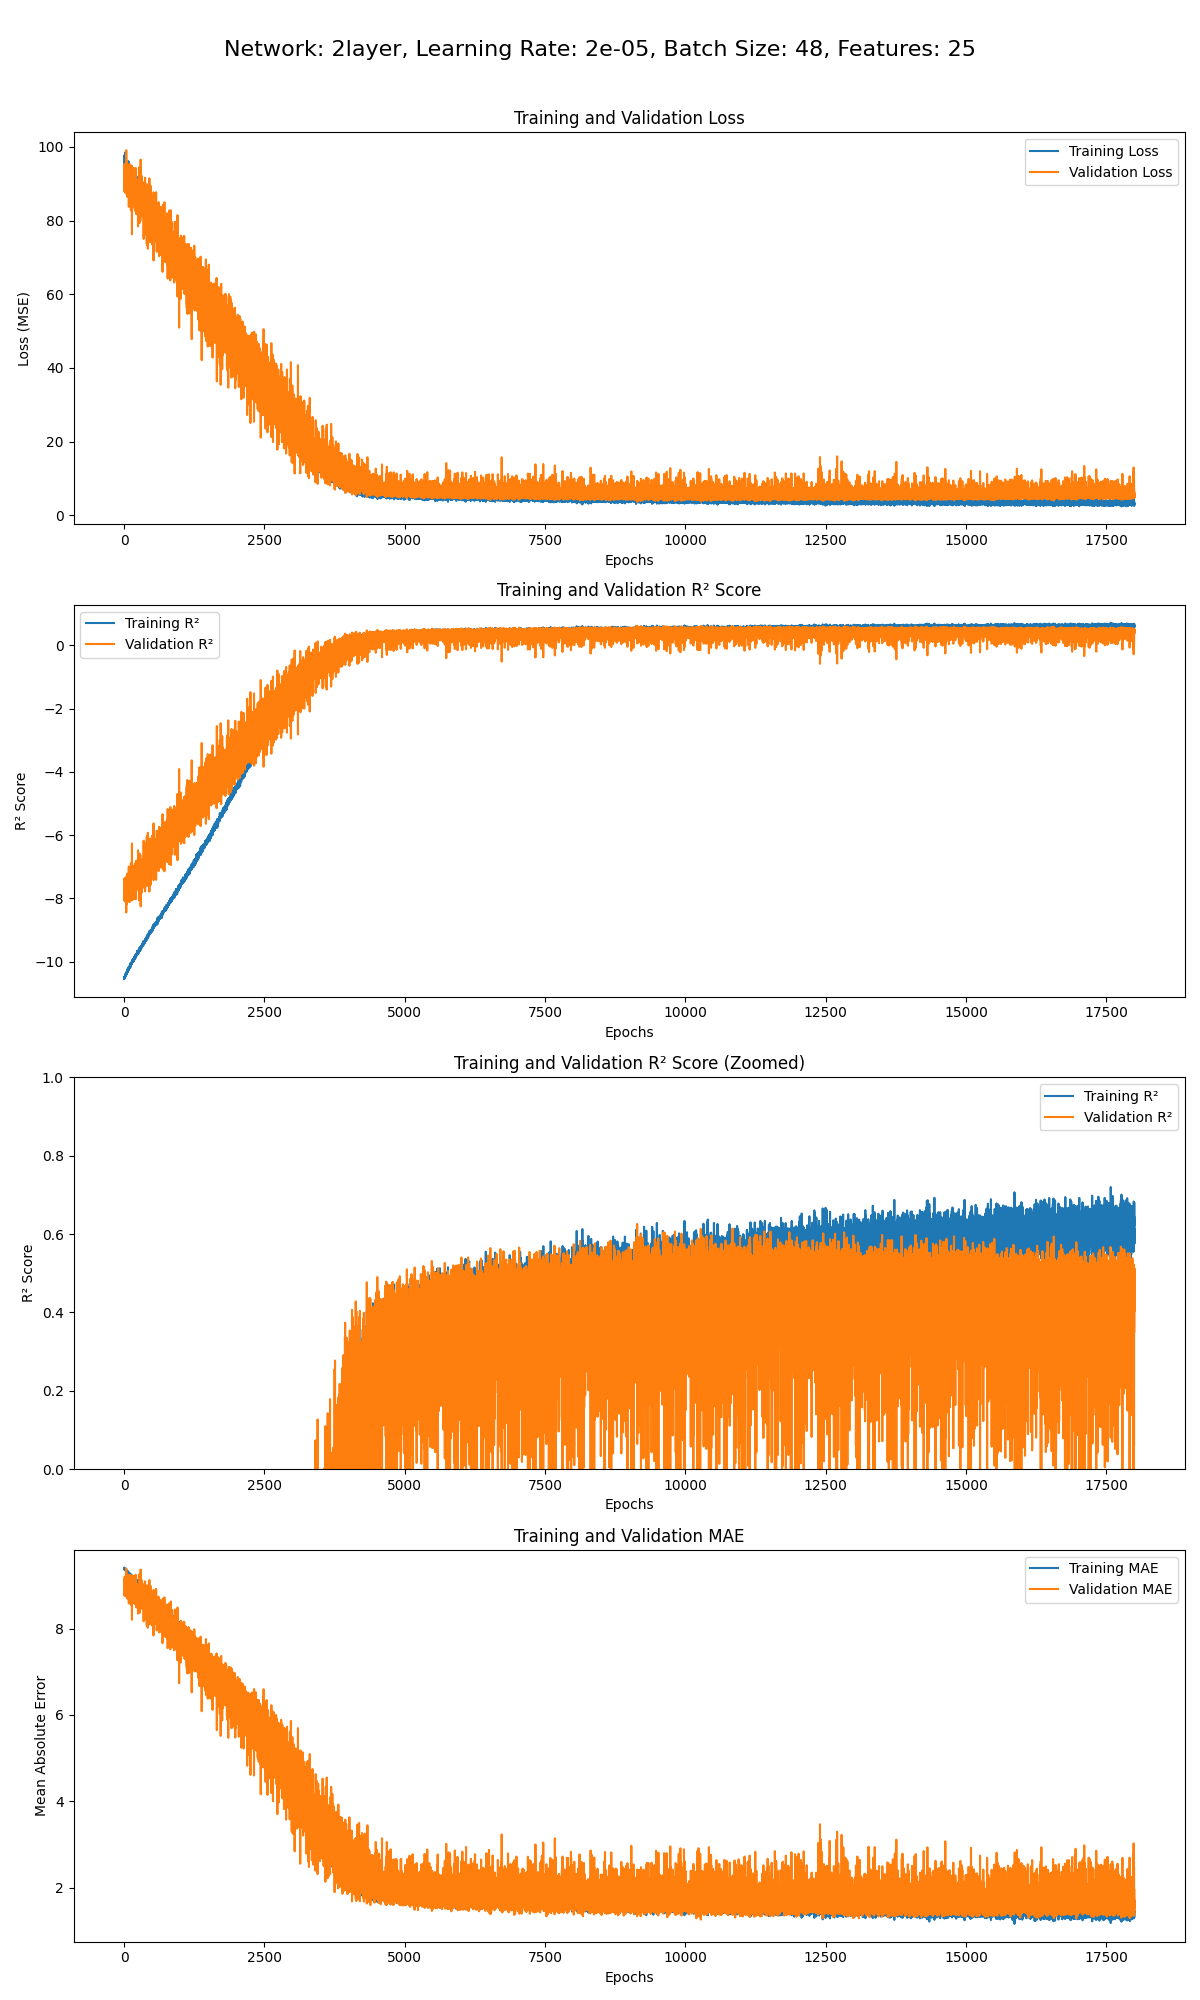 Network: 2layer, Learning Rate: 2e-05, Batch Size: 48, Features: 25
Training and Validation Loss
100
80
60
40
20
0
Loss (MSE)
Training Loss
Validation Loss
0 2500 5000 7500 10000 12500 15000 17500
Epochs
Training and Validation R² Score
0
−2
−4
−6
−8
−10
R² Score
Training R²
Validation R²
0 2500 5000 7500 10000 12500 15000 17500
Epochs
Training and Validation R² Score (Zoomed)
1.0
0.8
0.6
0.4
0.2
0.0
R² Score
Training R²
Validation R²
0 2500 5000 7500 10000 12500 15000 17500
Epochs
Training and Validation MAE
8
6
4
2
Mean Absolute Error
Training MAE
Validation MAE
0 2500 5000 7500 10000 12500 15000 17500
Epochs